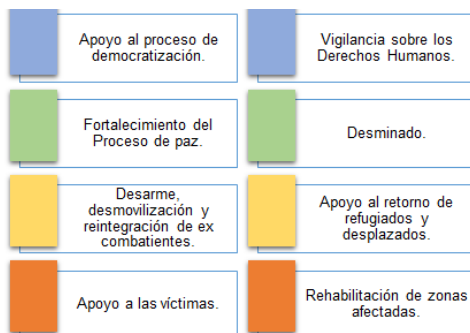 Apoyo al proceso de
democratización.
Vigilancia sobre los
Derechos Humanos.
Fortalecimiento del
Proceso de paz.
Desminado.
Desarme,
desmovilización y
reintegración de ex
combatientes.
Apoyo al retorno de
refugiados y
desplazados.
Apoyo a las víctimas.
Rehabilitación de zonas
afectadas.